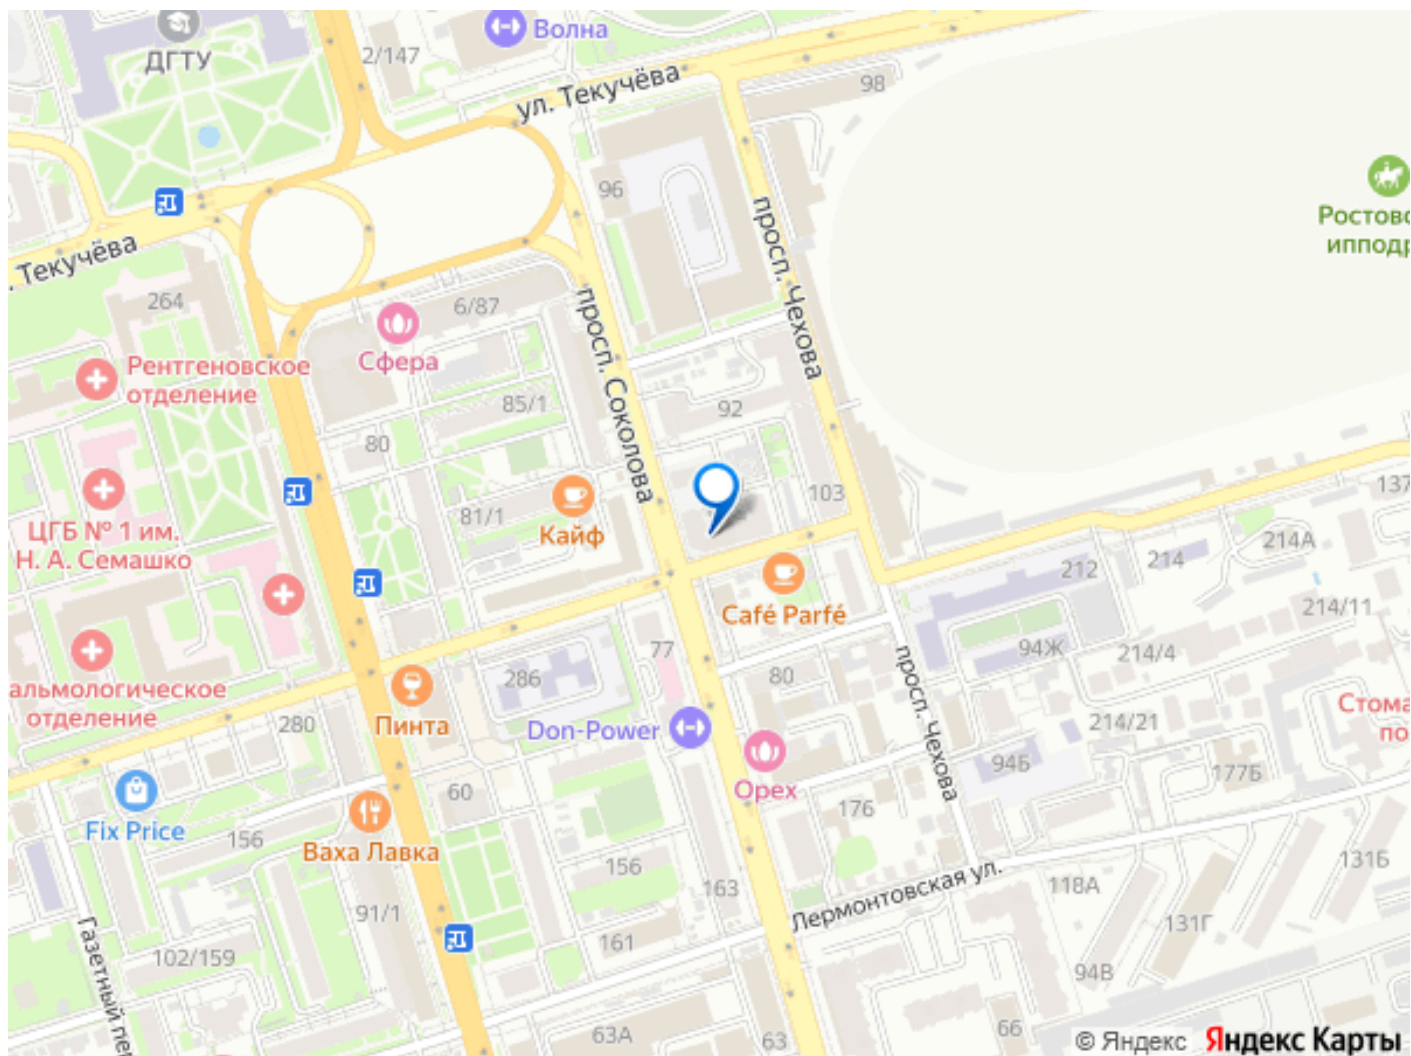 ДГТУ
2/147
Волна
ул. Текучёва
98
96
Ростово
ипподр
просп. Чехова
. Текучёва
264
6/87
просп. Соколова
Сфера
Рентгеновское
отделение
85/1
92
80
103
137
81/1
Кайф
ЦГБ № 1 им.
Н. А. Семашко
214А
214
212
Café Parfé
214/11
77
94Ж
214/4
286
80
просп. Чехова
альмологическое
отделение
280
Пинта
Don-Power
214/21
Стома
по
Орех
94Б
177Б
Fix Price
60
176
156
Ваха Лавка
156
131Б
163
Лермонтовская ул.
118А
91/1
131Г
Газетный пер
102/159
161
94В
63А
63
66
© Яндекс Яндекс Карты